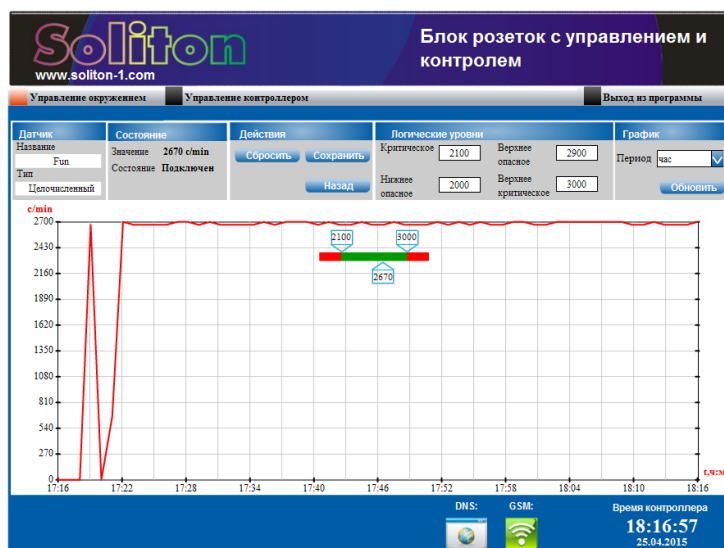 Soliton
www.soliton-1.com
Блок розеток с управлением и
контролем
Управление окружением
Управление контроллером
Выход из программы
Датчик
Название
Fun
Тип
Целочисленный
Состояние
Значение 2670 c/min
Состояние Подключен
Действия
Сбросить Сохранить
Назад
Логические уровни
Критическое 2100
Верхнее
опасное 2900
Нижнее
опасное 2000
Верхнее
критическое 3000
График
Период час
Обновить
c/min
2700
2430
2160
1890
1620
1350
1080
810
540
270
0
2100 3000
2670
t,ч:м
17:16 17:22 17:28 17:34 17:40 17:46 17:52 17:58 18:04 18:10 18:16
DNS: GSM:
Время контроллера
18:16:57
25.04.2015